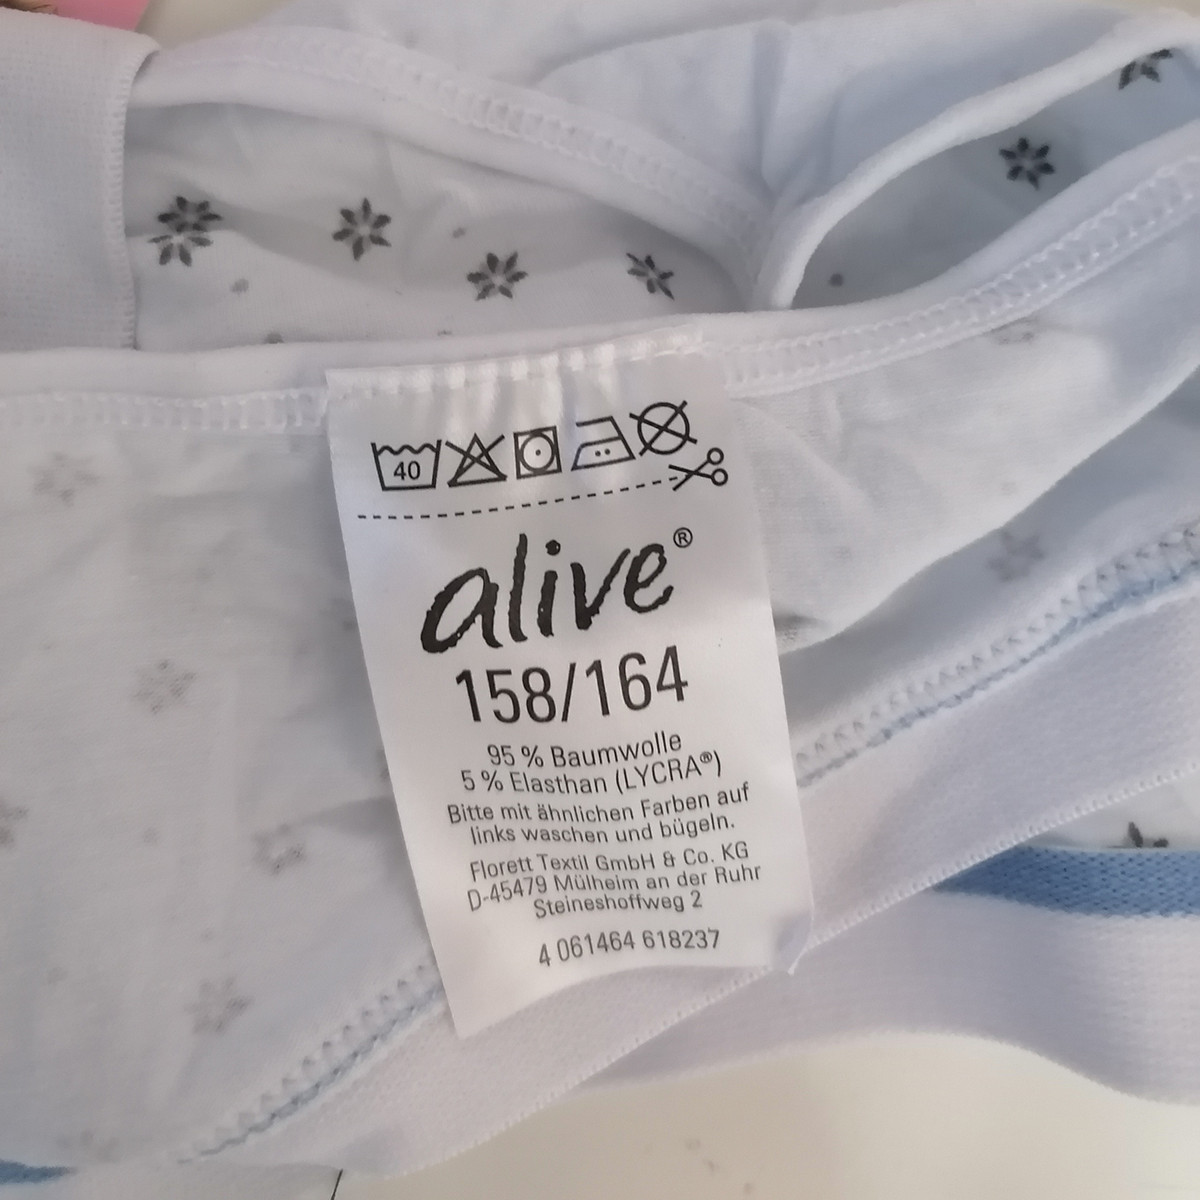 40
alive®
158/164
95 % Baumwolle
5 % Elasthan (LYCRA®)
Bitte mit ähnlichen Farben auf
links waschen und bügeln.
Florett Textil GmbH & Co. KG
D-45479 Mülheim an der Ruhr
Steineshoffweg 2
4 061464 618237